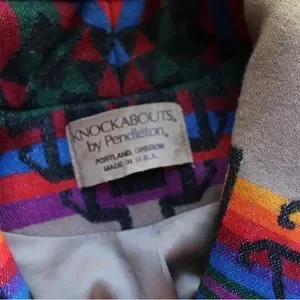 KNOCKABOUTS,
by Pendleton,
PORTLAND, OREGON
MADE IN U.S.A.